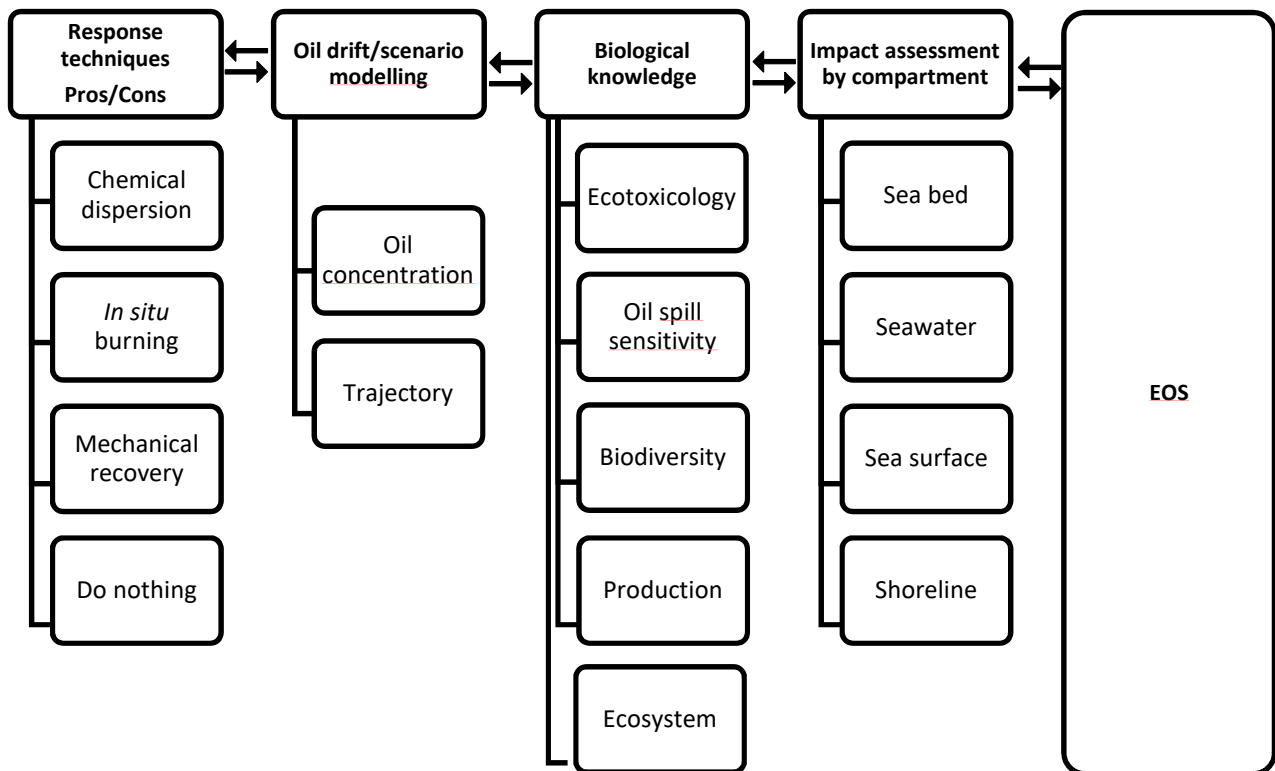 Response
techniques
Pros/Cons
Chemical
dispersion
In situ
burning
Mechanical
recovery
Do nothing
Oil drift/scenario
modelling
Oil
concentration
Trajectory
Biological
knowledge
Ecotoxicology
Oil spill
sensitivity
Biodiversity
Production
Ecosystem
Impact assessment
by compartment
Sea bed
Seawater
Sea surface
Shoreline
EOS